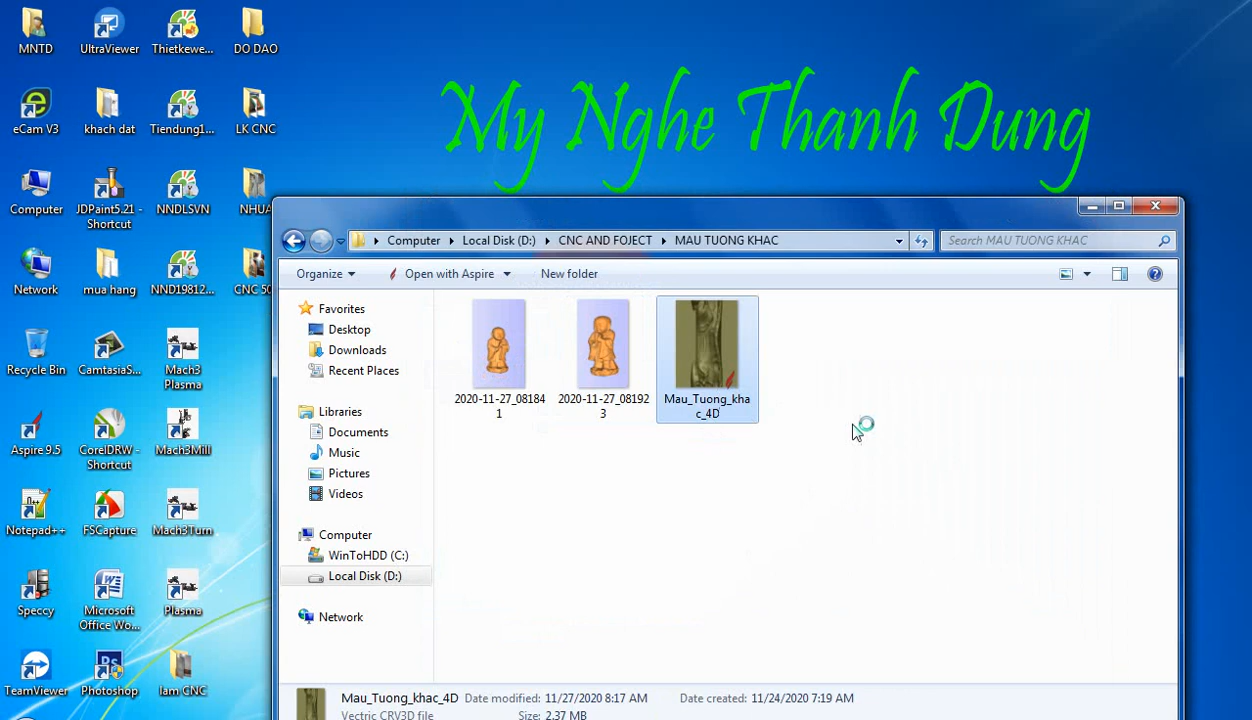 MNTD
UltraViewer
Thietkewe...
DO DAO
My Nghe Thanh Dung
eCam V3
khach dat
Tiendung1...
LK CNC
Computer
JDPaint5.21 -
Shortcut
NNDLSVN
NHUA
Computer
Local Disk (D:)
CNC AND FOJECT
MAU TUONG KHAC
Search MAU TUONG KHAC
Organize
Open with Aspire
New folder
Network
mua hang
NND19812...
CNC 50
Favorites
Desktop
Downloads
Recent Places
Recycle Bin
CamtasiaS...
Mach3
Plasma
2020-11-27_08184
1
2020-11-27_08192
3
Mau_Tuong_kha
c_4D
Libraries
Documents
Music
Pictures
Videos
Aspire 9.5
CorelDRW -
Shortcut
Mach3Mill
Notepad++
FSCapture
Mach3Turn
Computer
WinToHDD (C:)
Local Disk (D:)
Network
Speccy
Microsoft
Office Wo...
Plasma
TeamViewer
Photoshop
lam CNC
Mau_Tuong_khac_4D
Date modified: 11/27/2020 8:17 AM
Date created: 11/24/2020 7:19 AM
Vectric CRV3D file
Size: 2.37 MB